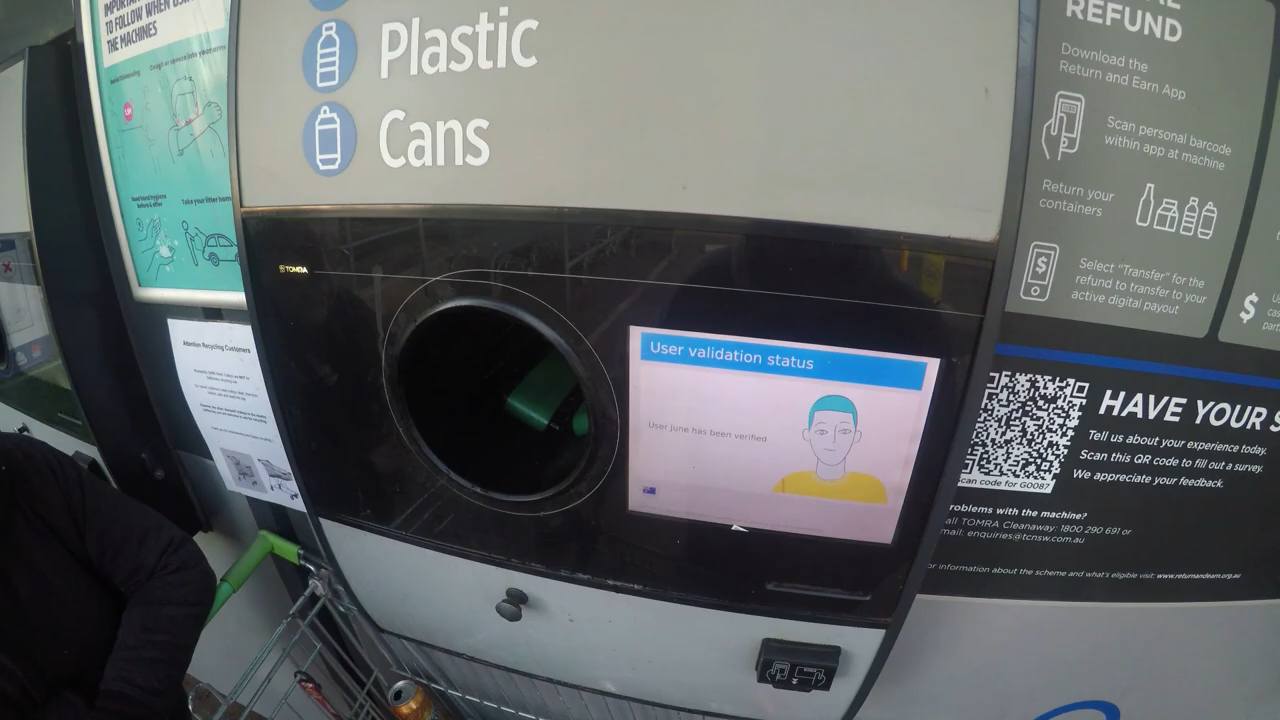 TO FOLLOW WHEN
THE MACHINES
Take your litter home
Attention Recycling Customers
Plastic
Cans
TOMRA
User validation status
User June has been verified
REFUND
Download the
Return and Earn App
Scan personal barcode
within app at machine
Return your
containers
Select "Transfer" for the
refund to transfer to your
active digital payout
HAVE YOUR S
Tell us about your experience today.
Scan this QR code to fill out a survey.
We appreciate your feedback.
can code for G0087
roblems with the machine?
all TOMRA Cleanaway: 1800 290 691 or
mail: enquiries@tcnsw.com.au
or information about the scheme and what's eligible visit: www.returnandearn.org.au